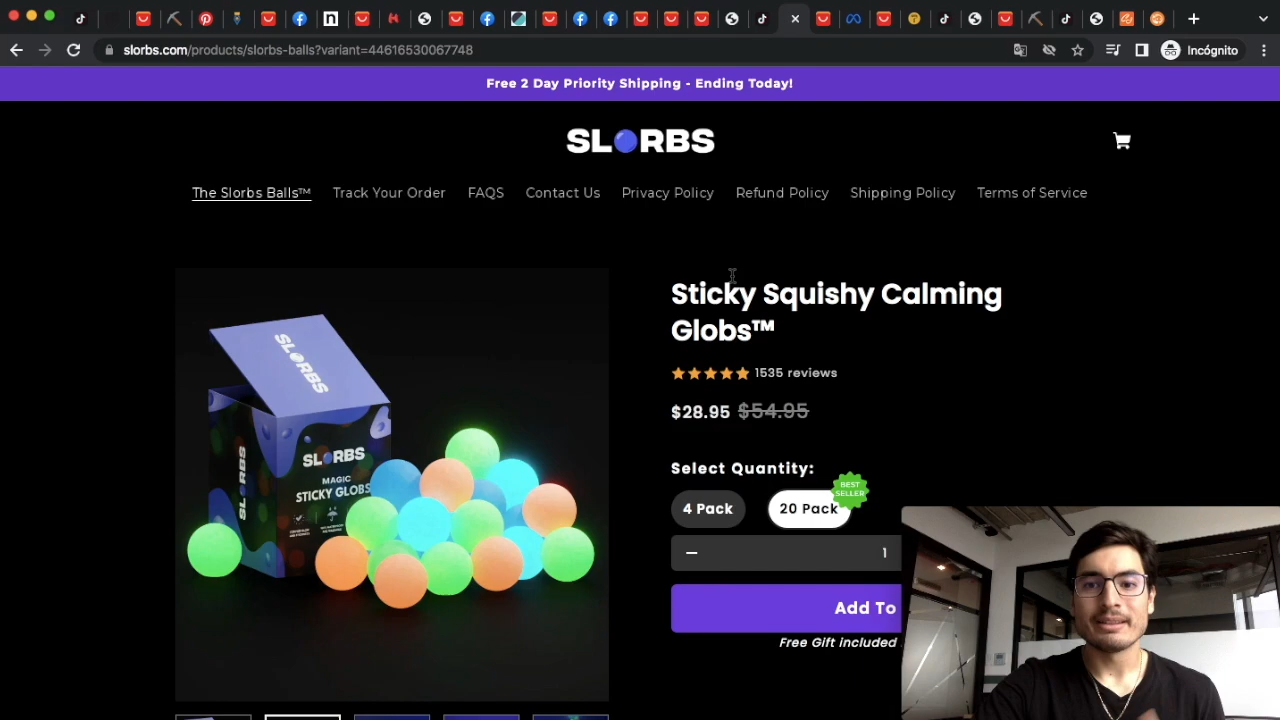 slorbs.com/products/slorbs-balls?variant=44616530067748
Incógnito
Free 2 Day Priority Shipping - Ending Today!
SLORBS
The Slorbs Balls™ Track Your Order FAQS Contact Us Privacy Policy Refund Policy Shipping Policy Terms of Service
SLORBS
SLORBS
SLORBS
MAGIC
STICKY GLOBS
Sticky Squishy Calming
Globs™
1535 reviews
$28.95 $54.95
Select Quantity:
4 Pack
20 Pack
BEST
SELLER
1
Add To
Free Gift included